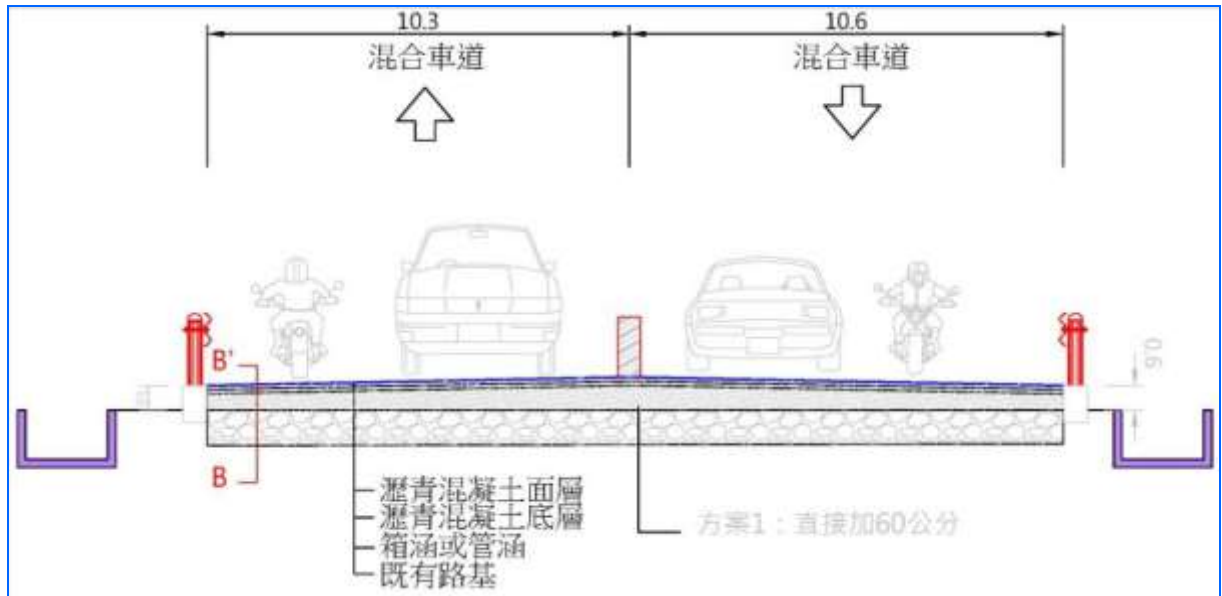 10.3
10.6
混合車道
混合車道
B'
0.6
B
瀝青混凝土面層
瀝青混凝土底層
箱涵或管涵
既有路基
方案1：直接加60公分